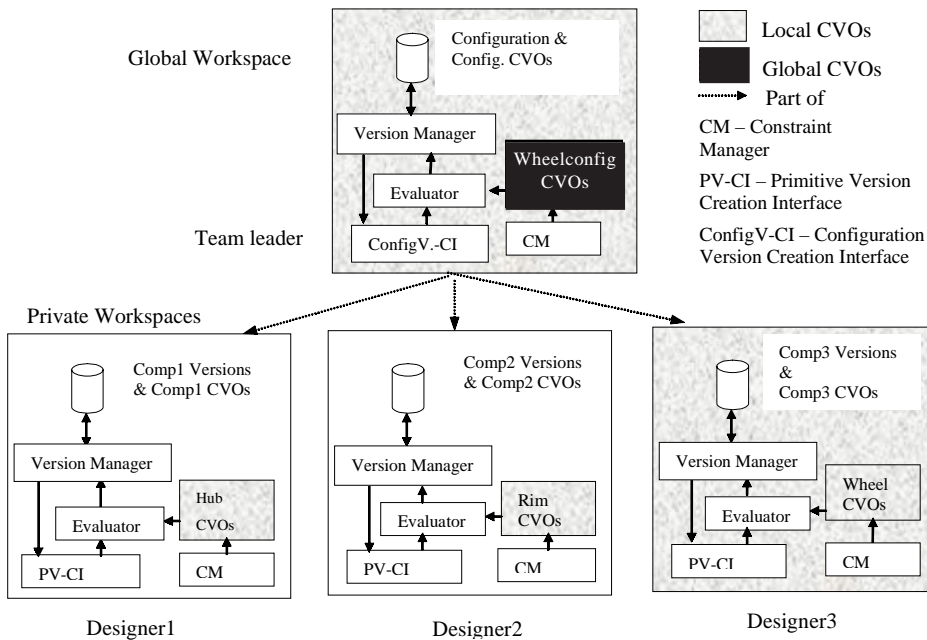 Global Workspace
Configuration &
Config. CVOs
Version Manager
Wheelconfig
CVOs
Evaluator
Team leader
ConfigV.-CI
CM
Local CVOs
Global CVOs
Part of
CM – Constraint
Manager
PV-CI – Primitive Version
Creation Interface
ConfigV-CI – Configuration
Version Creation Interface
Private Workspaces
Comp1 Versions
& Comp1 CVOs
Version Manager
Hub
CVOs
Evaluator
PV-CI
CM
Designer1
Comp2 Versions
& Comp2 CVOs
Version Manager
Rim
CVOs
Evaluator
PV-CI
CM
Designer2
Comp3 Versions
&
Comp3 CVOs
Version Manager
Wheel
CVOs
Evaluator
PV-CI
CM
Designer3